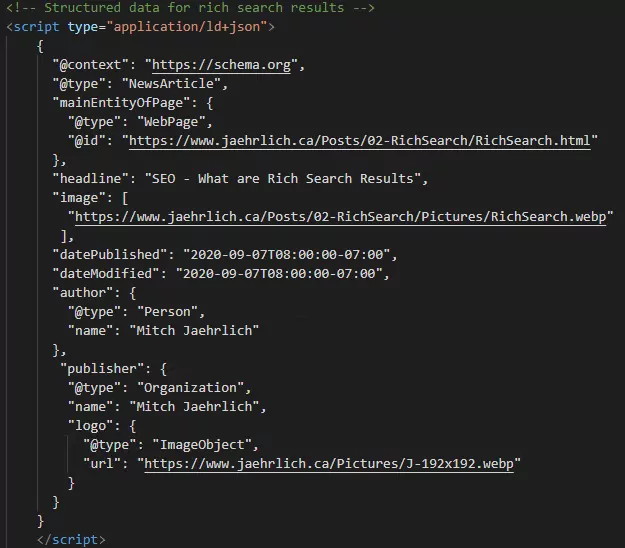 <!-- Structured data for rich search results -->
<script type="application/ld+json">
{
"@context": "https://schema.org",
"@type": "NewsArticle",
"mainEntityOfPage": {
"@type": "WebPage",
"@id": "https://www.jaehrlich.ca/Posts/02-RichSearch/RichSearch.html"
},
"headline": "SEO - What are Rich Search Results",
"image": [
"https://www.jaehrlich.ca/Posts/02-RichSearch/Pictures/RichSearch.webp"
],
"datePublished": "2020-09-07T08:00:00-07:00",
"dateModified": "2020-09-07T08:00:00-07:00",
"author": {
"@type": "Person",
"name": "Mitch Jaehrlich"
},
"publisher": {
"@type": "Organization",
"name": "Mitch Jaehrlich",
"logo": {
"@type": "ImageObject",
"url": "https://www.jaehrlich.ca/Pictures/J-192x192.webp"
}
}
}
</script>